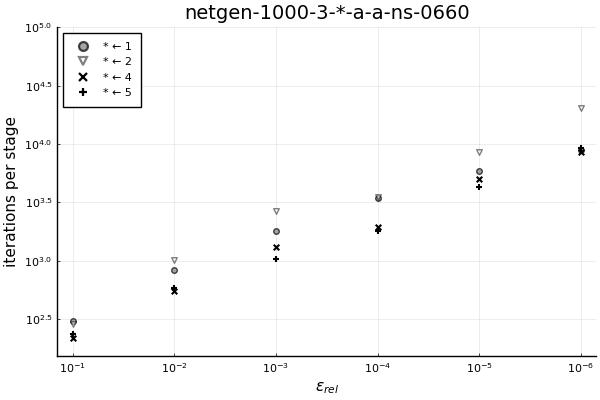 netgen-1000-3-*-a-a-ns-0660
iterations per stage
10^5.0
10^4.5
10^4.0
10^3.5
10^3.0
10^2.5
* ← 1
* ← 2
* ← 4
* ← 5
10^-1
10^-2
10^-3
10^-4
10^-5
10^-6
ε_rel